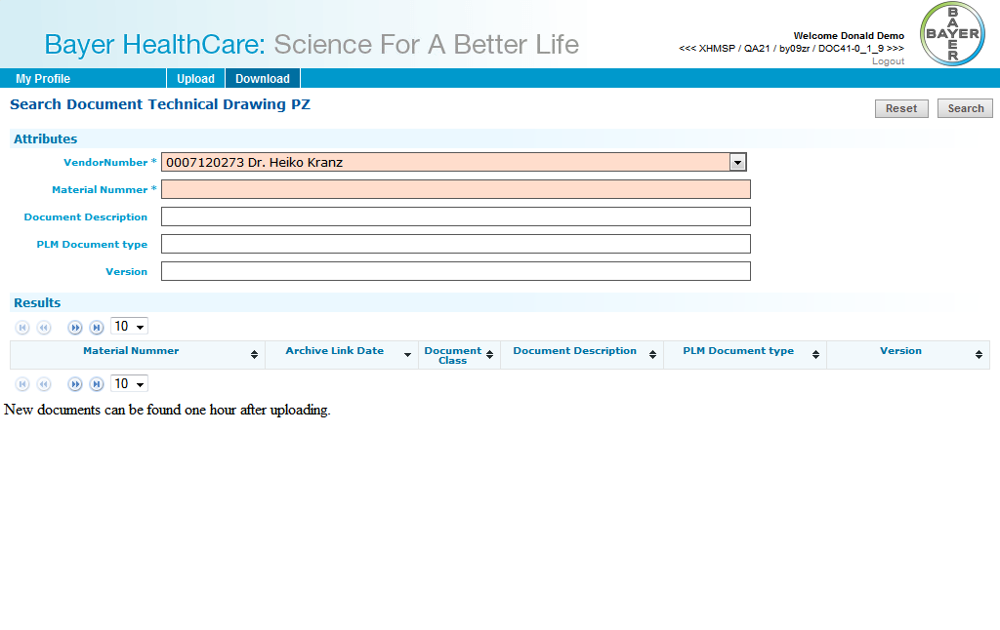 Bayer HealthCare: Science For A Better Life
Welcome Donald Demo
<<< XHMSP / QA21 / by09zr / DOC41-0_1_9 >>>
Logout
BAYER
BAYER
My Profile
Upload
Download
Search Document Technical Drawing PZ
Reset
Search
Attributes
VendorNumber *
0007120273 Dr. Heiko Kranz
Material Nummer *
Document Description
PLM Document type
Version
Results
10
Material Nummer
Archive Link Date
Document
Class
Document Description
PLM Document type
Version
10
New documents can be found one hour after uploading.